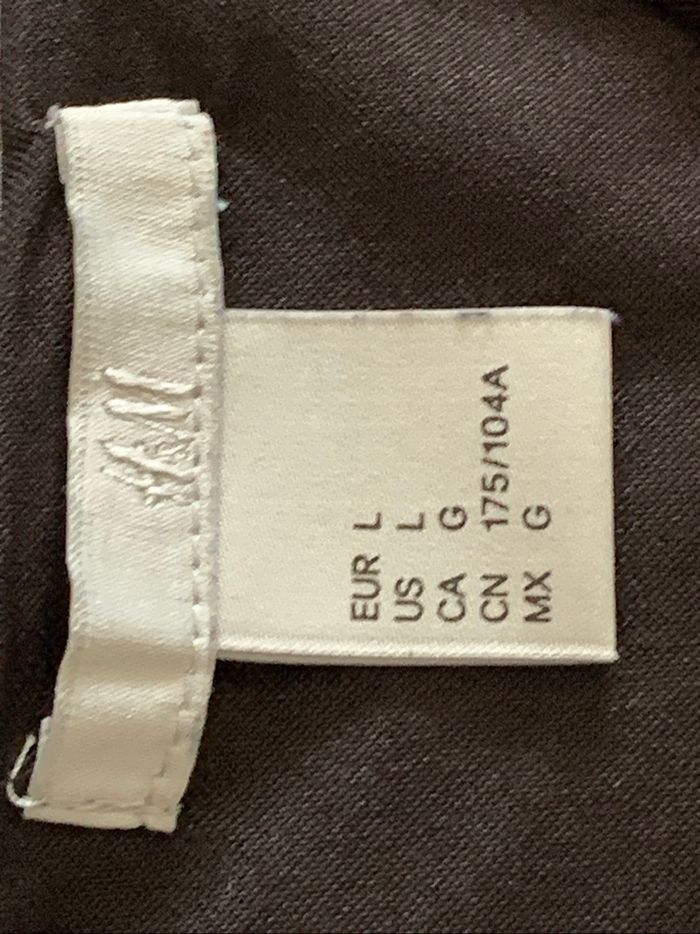 H&M
EUR L
US L
CA G
CN 175/104A
MX G